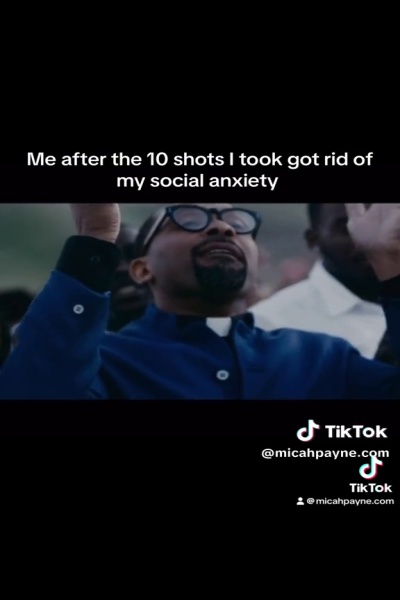 Me after the 10 shots I took got rid of
my social anxiety
TikTok
@micahpayne.com
TikTok
@micahpayne.com